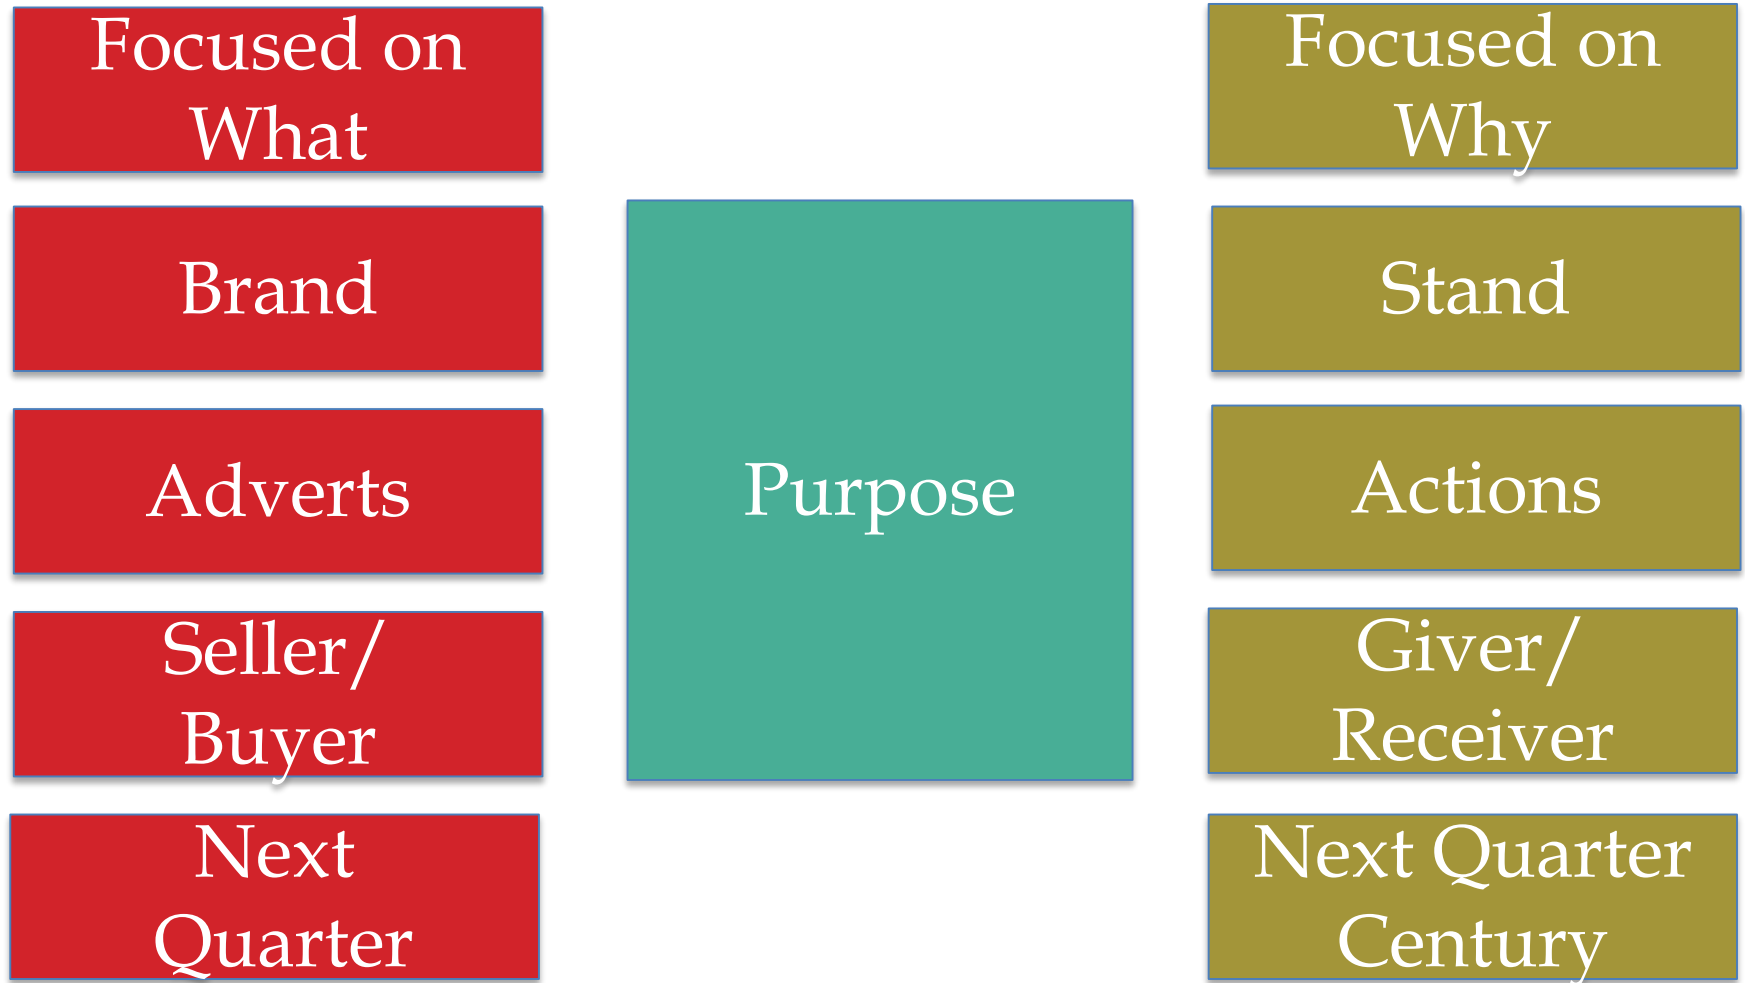 Focused on
What
Brand
Adverts
Seller/
Buyer
Next
Quarter
Purpose
Focused on
Why
Stand
Actions
Giver/
Receiver
Next Quarter
Century